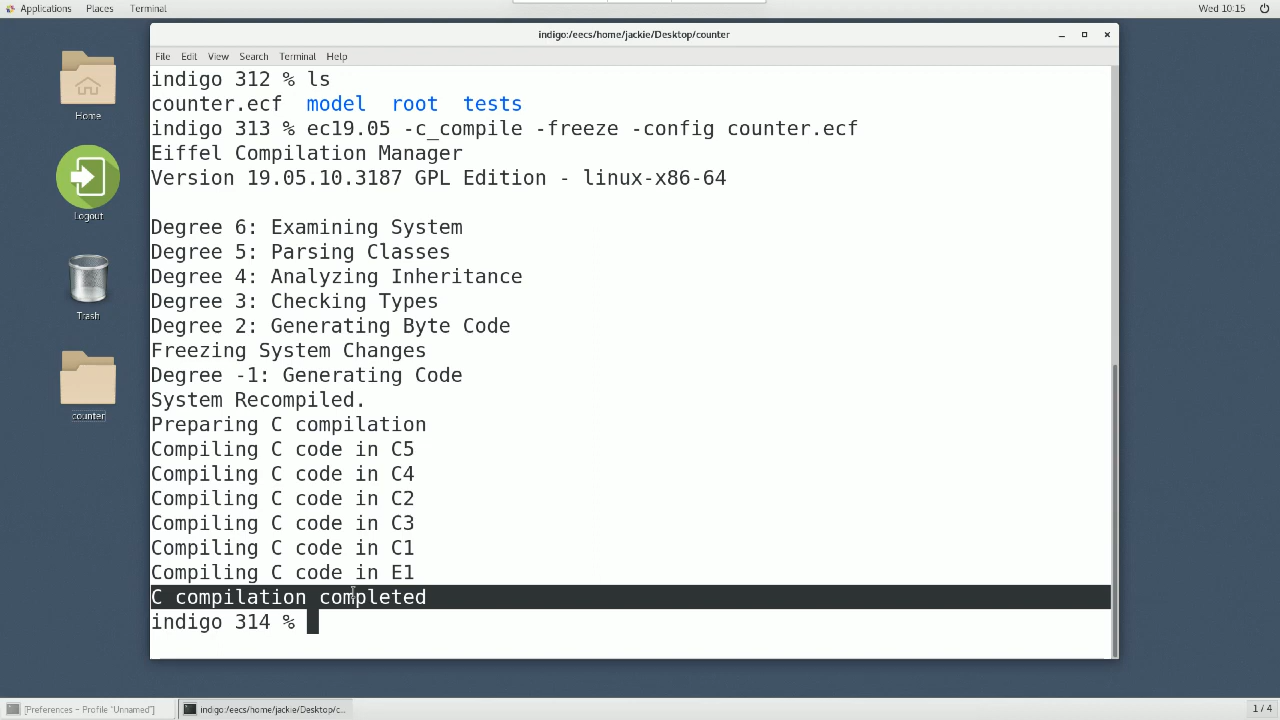 Applications Places Terminal Wed 10:15
indigo:/eecs/home/jackie/Desktop/counter
File Edit View Search Terminal Help
Home
Logout
Trash
counter
indigo 312 % ls
counter.ecf model root tests
indigo 313 % ec19.05 -c_compile -freeze -config counter.ecf
Eiffel Compilation Manager
Version 19.05.10.3187 GPL Edition - linux-x86-64
Degree 6: Examining System
Degree 5: Parsing Classes
Degree 4: Analyzing Inheritance
Degree 3: Checking Types
Degree 2: Generating Byte Code
Freezing System Changes
Degree -1: Generating Code
System Recompiled.
Preparing C compilation
Compiling C code in C5
Compiling C code in C4
Compiling C code in C2
Compiling C code in C3
Compiling C code in C1
Compiling C code in E1
C compilation completed
indigo 314 %
[Preferences – Profile "Unnamed"] indigo:/eecs/home/jackie/Desktop/c... 1 / 4